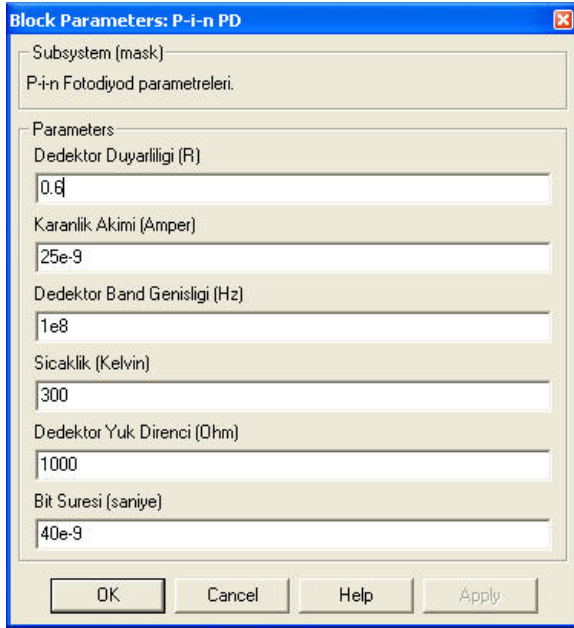 Block Parameters: P-i-n PD
Subsystem (mask)
P-i-n Fotodiyod parametreleri.
Parameters
Dedektor Duyarliligi (R)
0.6
Karanlik Akimi (Amper)
25e-9
Dedektor Band Genisligi (Hz)
1e8
Sicaklik (Kelvin)
300
Dedektor Yuk Direnci (Ohm)
1000
Bit Suresi (saniye)
40e-9
OK Cancel Help Apply